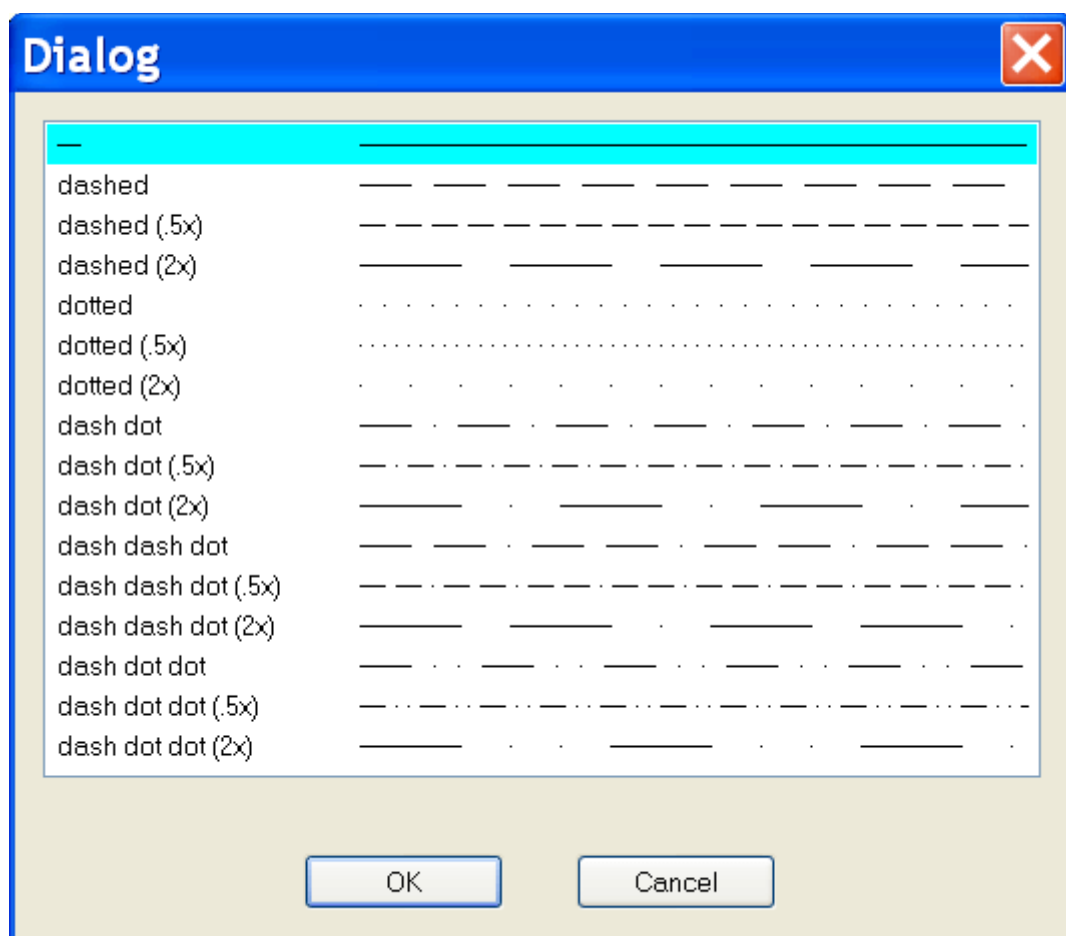 Dialog
—
dashed
dashed (.5x)
dashed (2x)
dotted
dotted (.5x)
dotted (2x)
dash dot
dash dot (.5x)
dash dot (2x)
dash dash dot
dash dash dot (.5x)
dash dash dot (2x)
dash dot dot
dash dot dot (.5x)
dash dot dot (2x)
OK Cancel